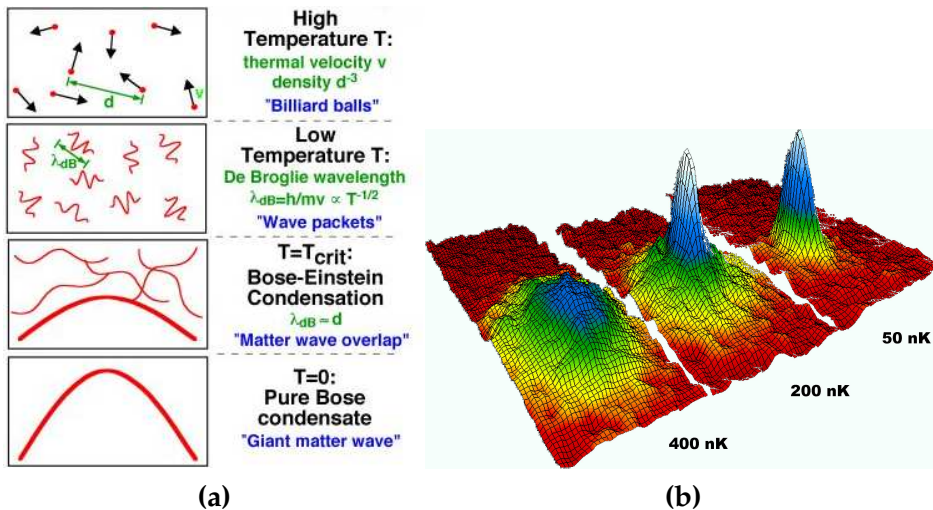 High
Temperature T:
thermal velocity v
density d⁻³
"Billiard balls"
d
v
Low
Temperature T:
De Broglie wavelength
λdB=h/mv ∝ T⁻¹/²
"Wave packets"
λdB
T=Tcrit:
Bose-Einstein
Condensation
λdB ≈ d
"Matter wave overlap"
T=0:
Pure Bose
condensate
"Giant matter wave"
(a)
50 nK
200 nK
400 nK
(b)